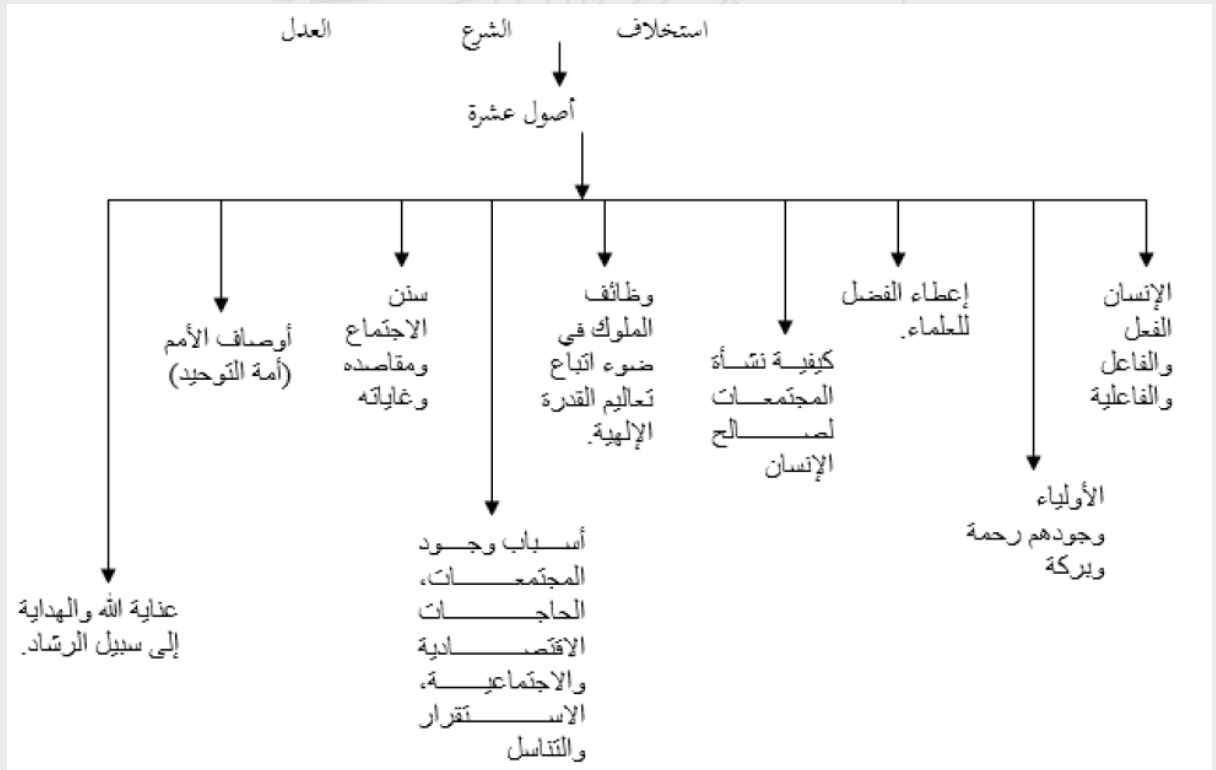 استخلاف الشرع العدل
أصول عشرة
الإنسان
الفعل
والفاعل
والفاعلية
الأولياء
وجودهم رحمة
وبركة
إعطاء الفضل
للعلماء.
كيفية نشأة
المجتمعات
لصالح
الإنسان
وظائف
الملوك في
ضوء اتباع
تعاليم القدرة
الإلهية.
أسباب وجود
المجتمعات،
الحاجات
الاقتصادية
والاجتماعية،
الاستقرار
والتناسل
سنن
الاجتماع
ومقاصده
وغاياته
أوصاف الأمم
(أمة التوحيد)
عناية الله والهداية
إلى سبيل الرشاد.